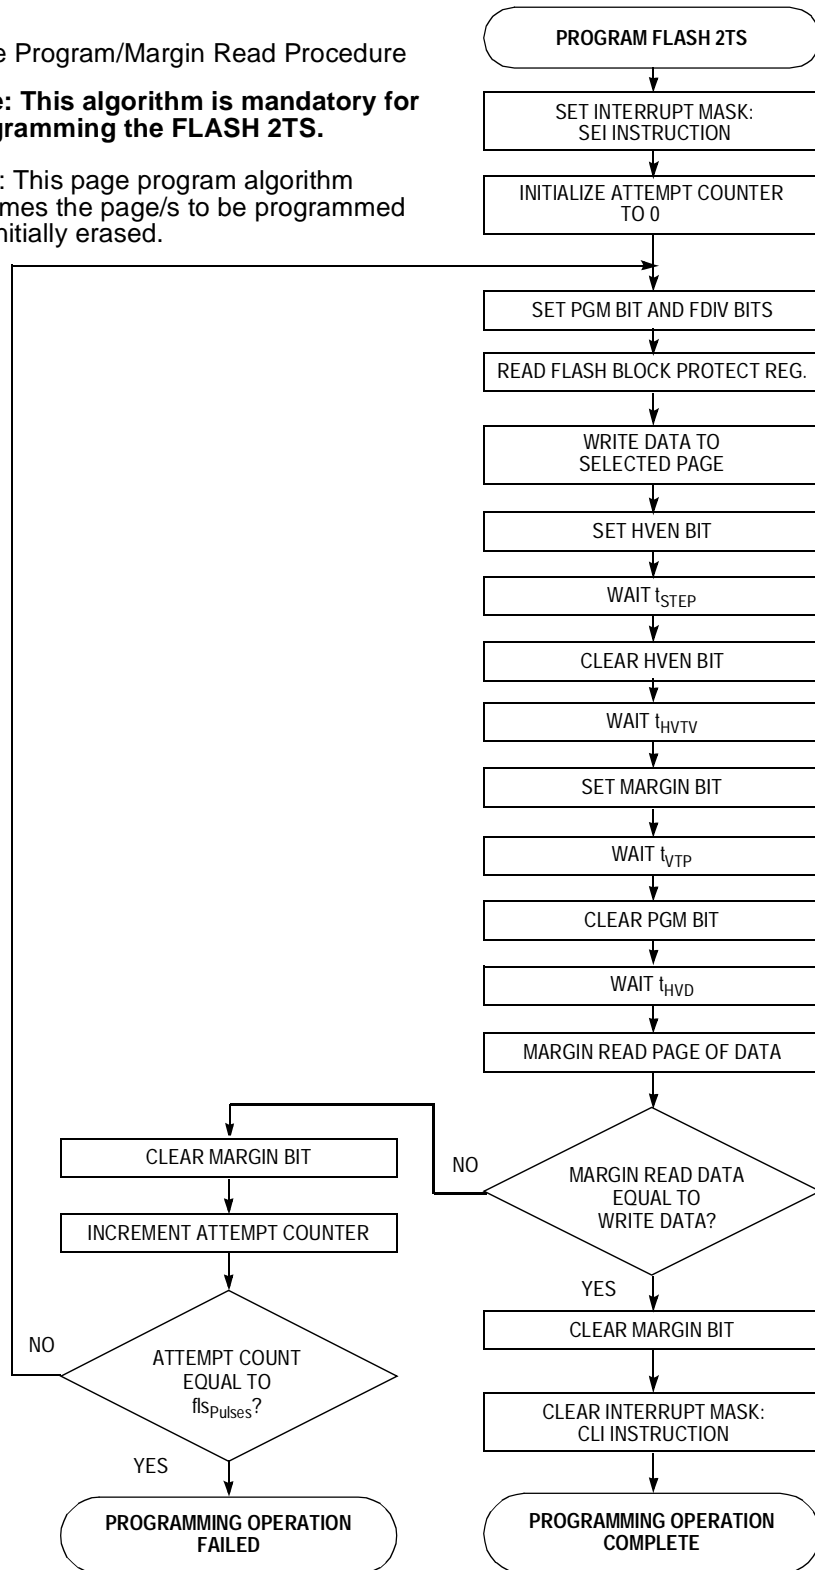 Program/Margin Read Procedure
This algorithm is mandatory for
the FLASH 2TS.
: This page program algorithm
the page/s to be programmed
erased.
PROGRAM FLASH 2TS
SET INTERRUPT MASK:
SEI INSTRUCTION
INITIALIZE ATTEMPT COUNTER
TO 0
SET PGM BIT AND FDIV BITS
READ FLASH BLOCK PROTECT REG.
WRITE DATA TO
SELECTED PAGE
SET HVEN BIT
WAIT tSTEP
CLEAR HVEN BIT
WAIT tHVTV
SET MARGIN BIT
WAIT tVTP
CLEAR PGM BIT
WAIT tHVD
MARGIN READ PAGE OF DATA
MARGIN READ DATA
EQUAL TO
WRITE DATA?
NO
YES
CLEAR MARGIN BIT
INCREMENT ATTEMPT COUNTER
ATTEMPT COUNT
EQUAL TO
flsPulses?
NO
YES
PROGRAMMING OPERATION
FAILED
CLEAR MARGIN BIT
CLEAR INTERRUPT MASK:
CLI INSTRUCTION
PROGRAMMING OPERATION
COMPLETE